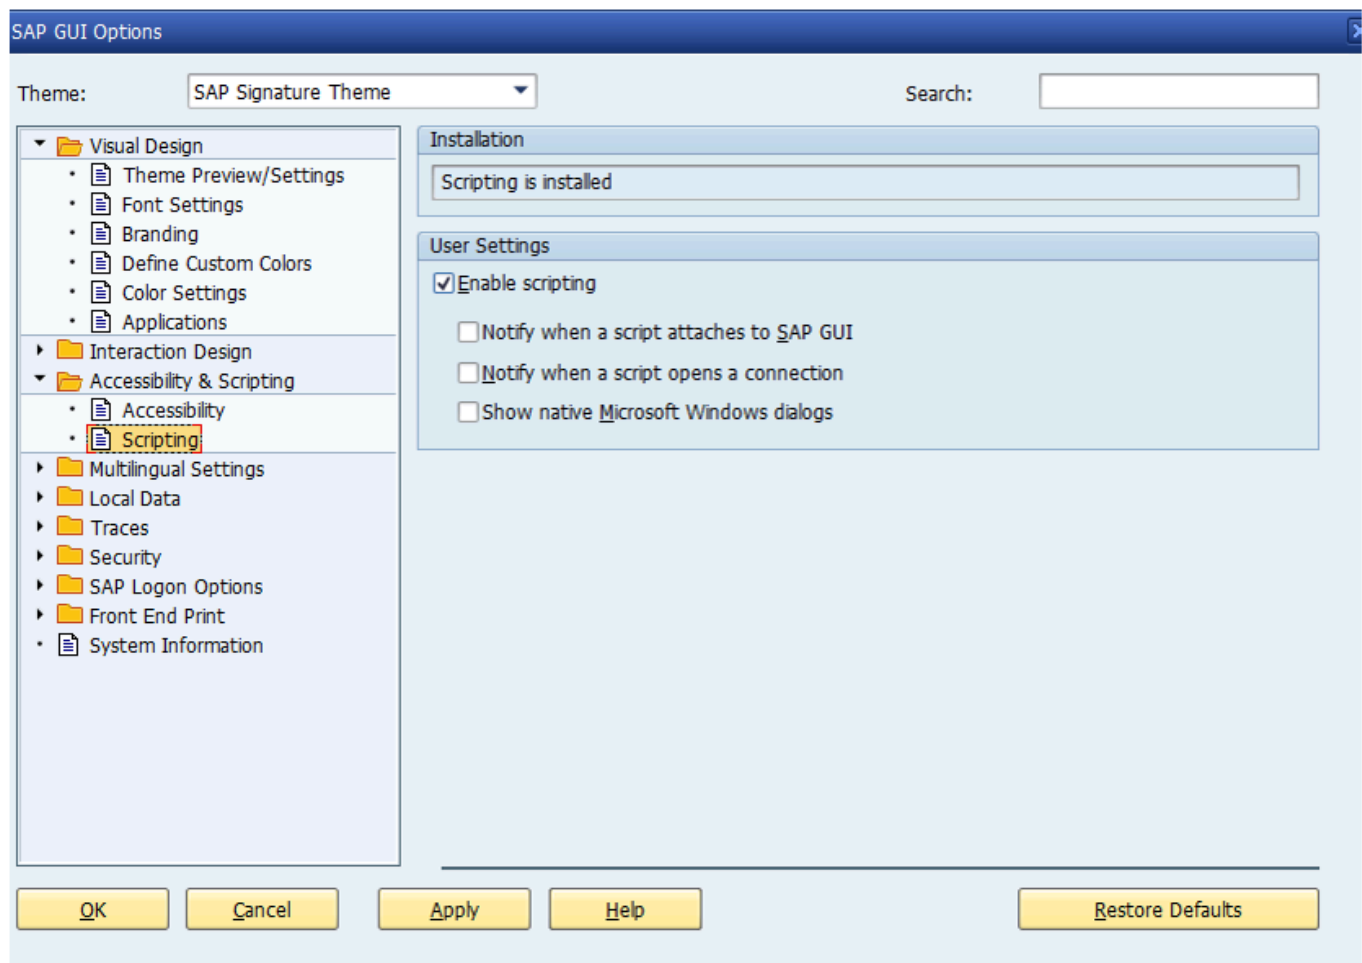 SAP GUI Options
Theme: SAP Signature Theme Search:
Visual Design
Theme Preview/Settings
Font Settings
Branding
Define Custom Colors
Color Settings
Applications
Interaction Design
Accessibility & Scripting
Accessibility
Scripting
Multilingual Settings
Local Data
Traces
Security
SAP Logon Options
Front End Print
System Information
Installation
Scripting is installed
User Settings
Enable scripting
Notify when a script attaches to SAP GUI
Notify when a script opens a connection
Show native Microsoft Windows dialogs
OK Cancel Apply Help Restore Defaults